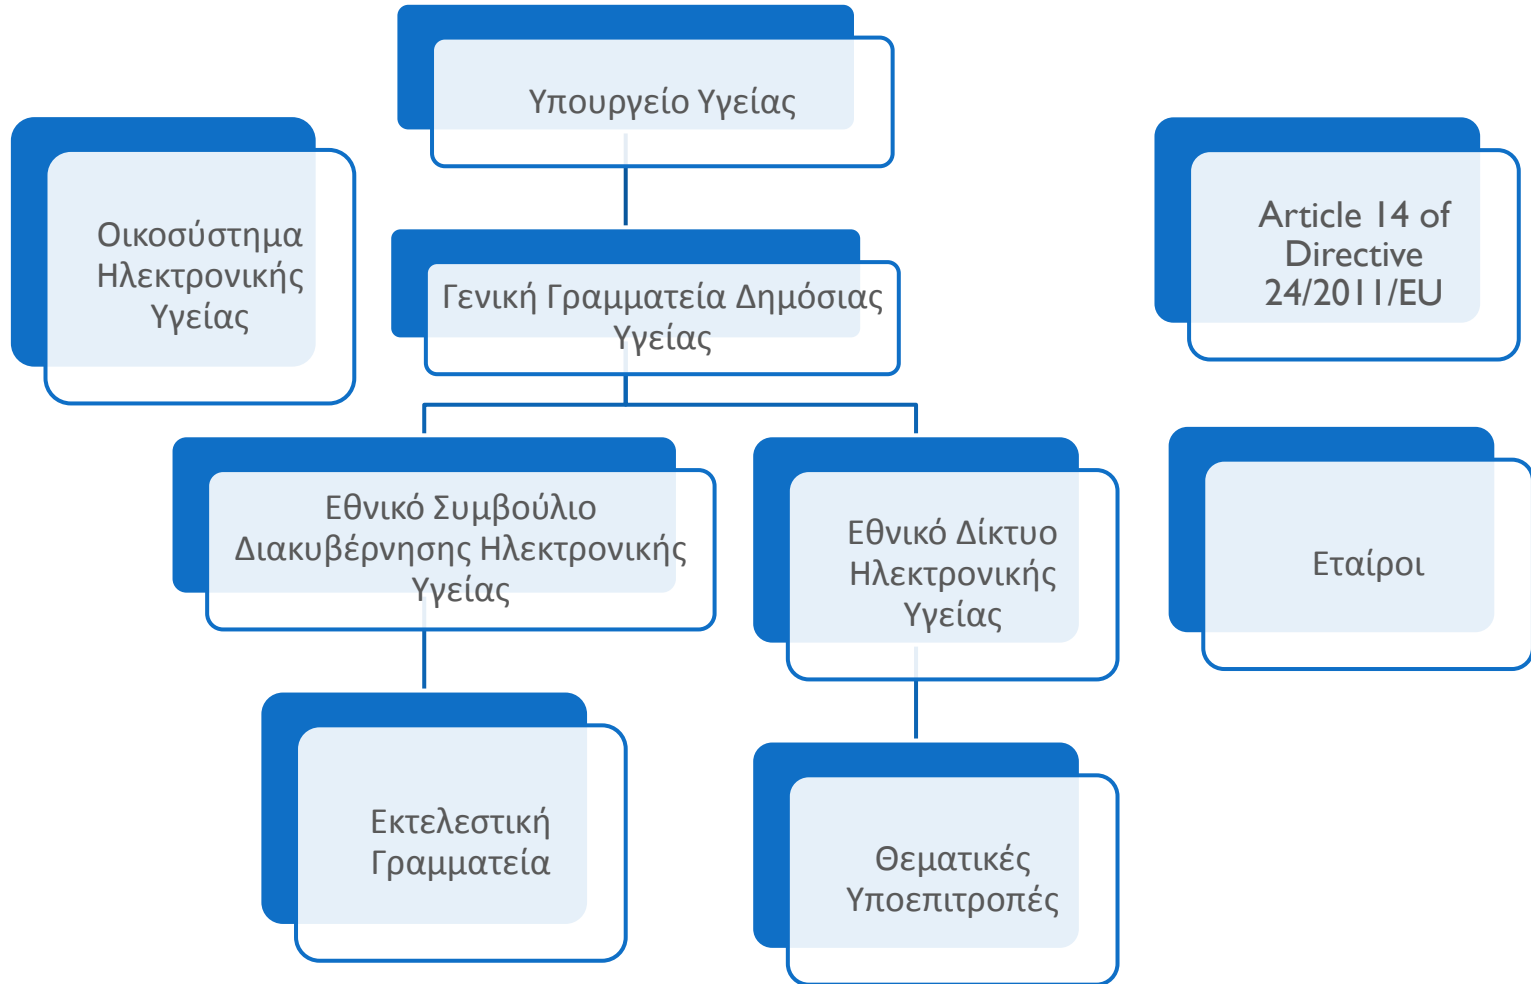 Υπουργείο Υγείας
Οικοσύστημα
Ηλεκτρονικής
Υγείας
Article 14 of
Directive
24/2011/EU
Γενική Γραμματεία Δημόσιας
Υγείας
Εθνικό Συμβούλιο
Διακυβέρνησης Ηλεκτρονικής
Υγείας
Εθνικό Δίκτυο
Ηλεκτρονικής
Υγείας
Εταίροι
Εκτελεστική
Γραμματεία
Θεματικές
Υποεπιτροπές